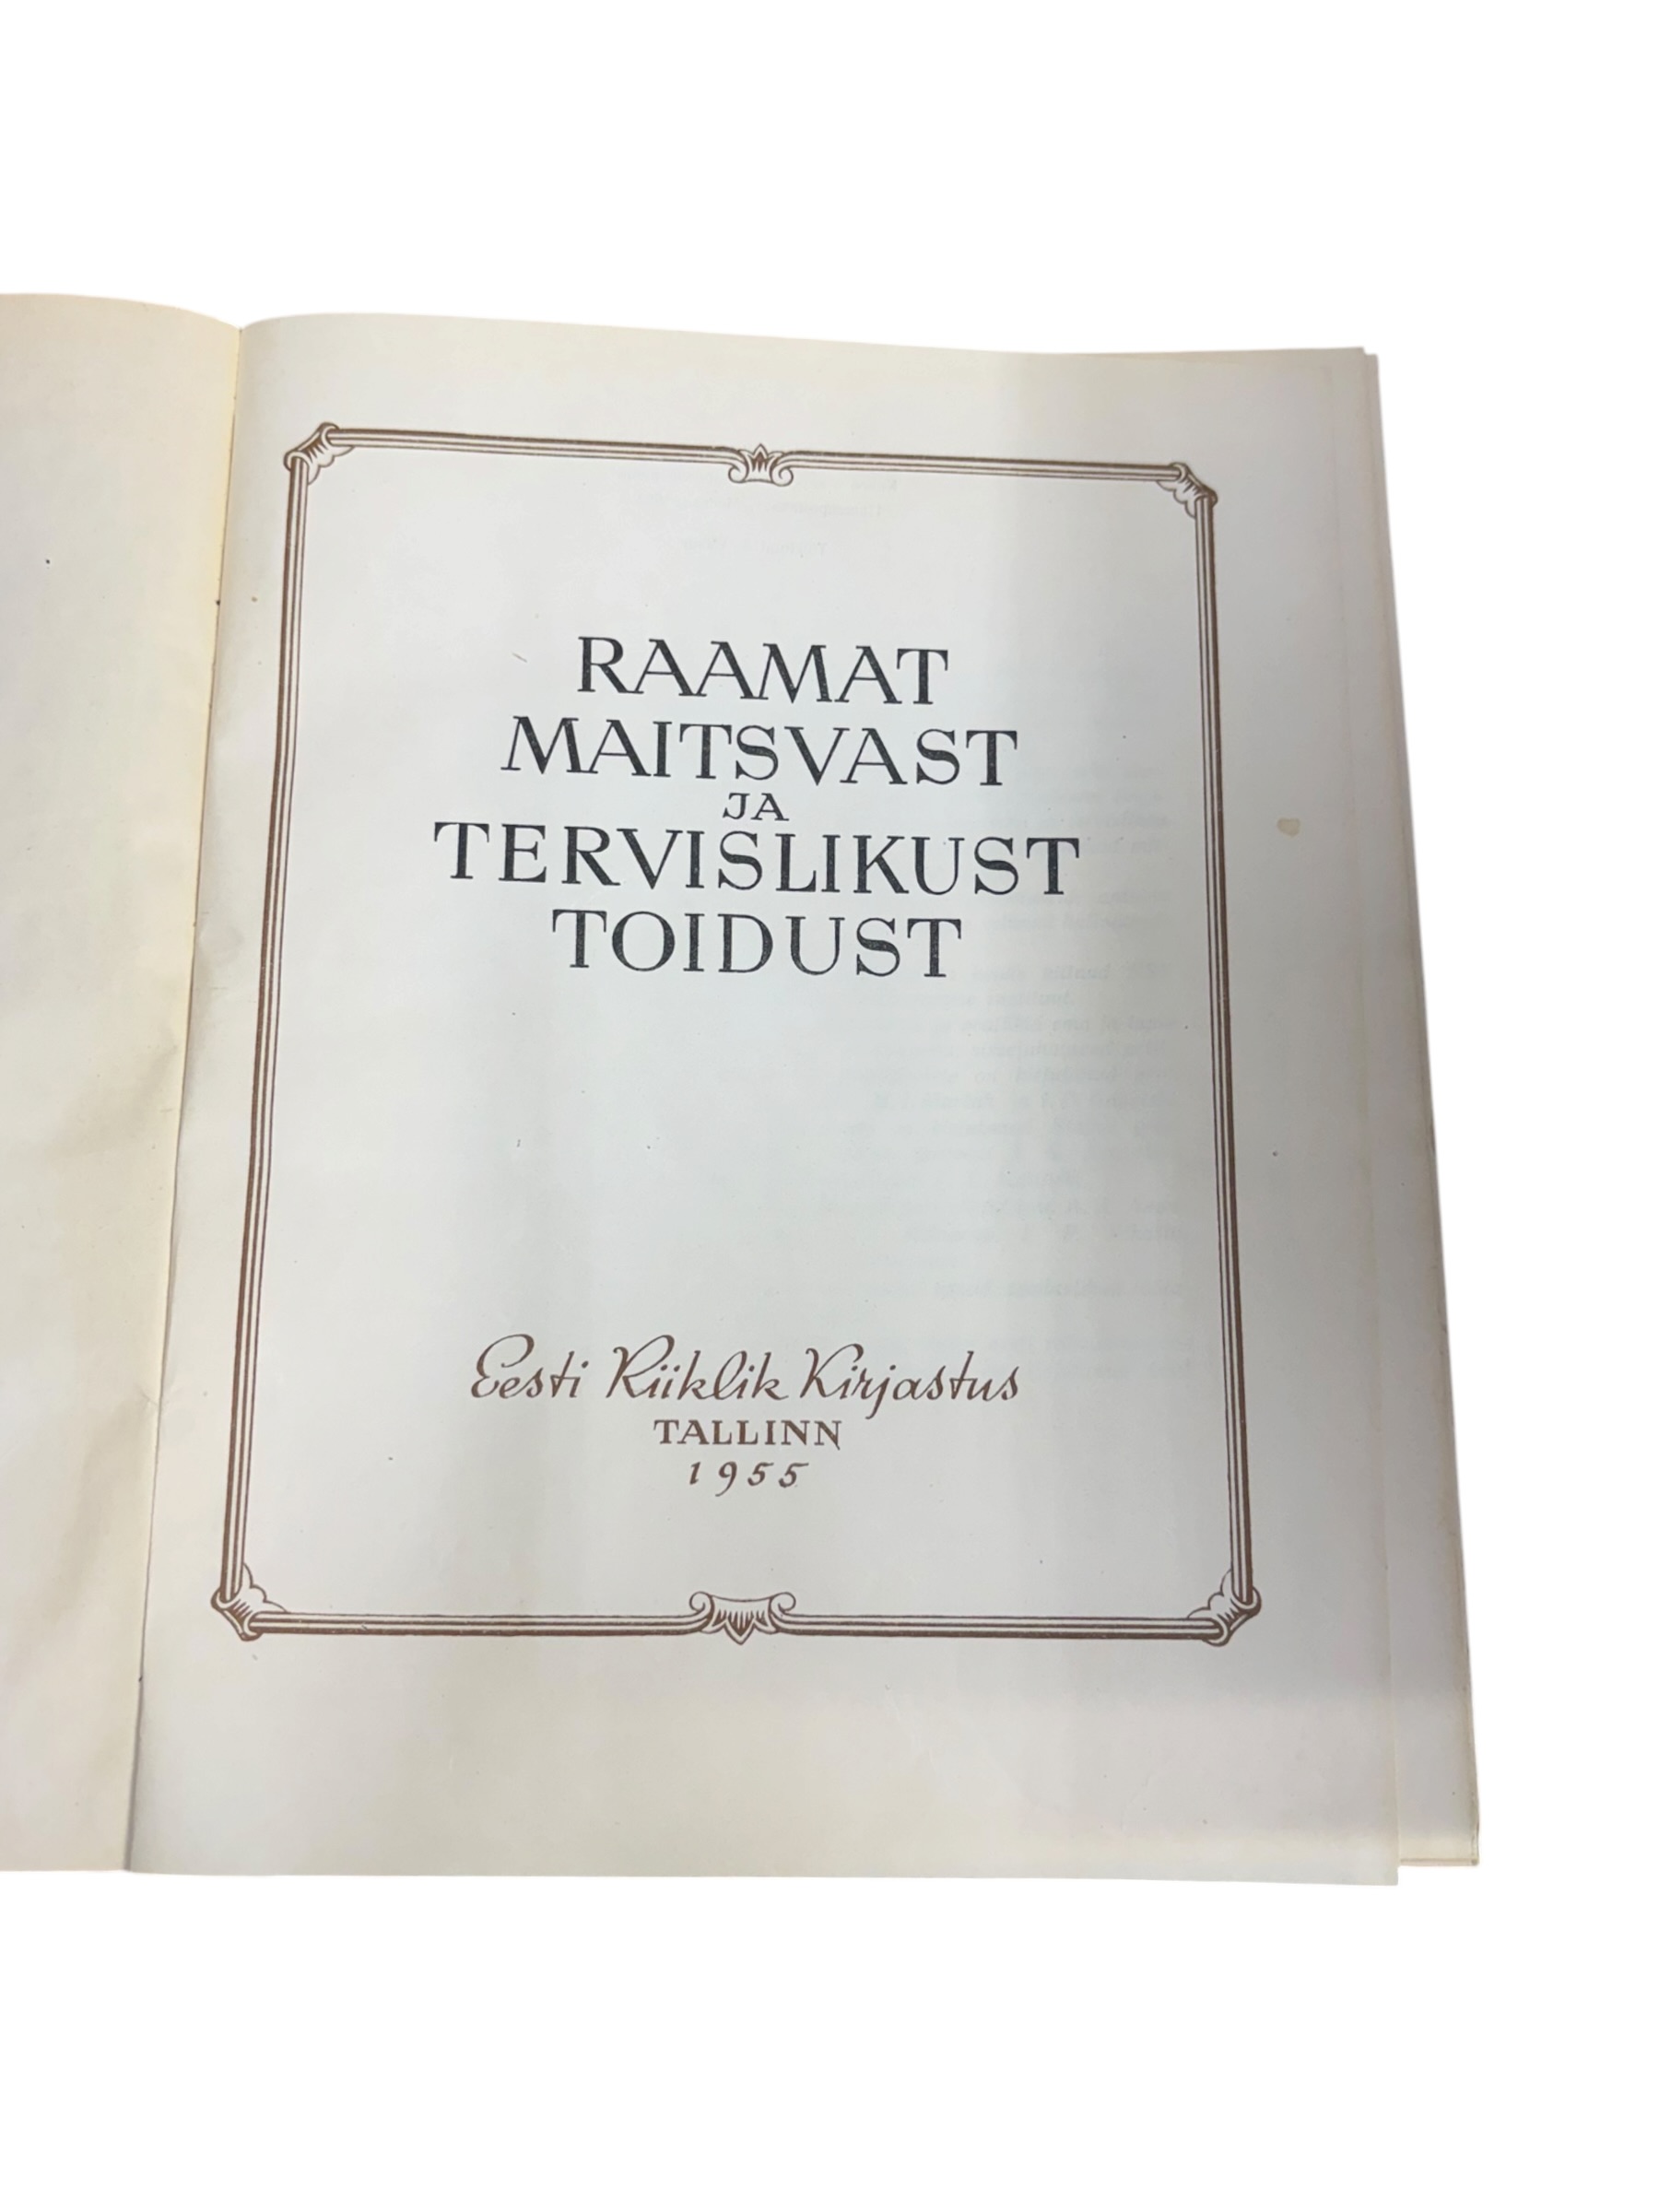 RAAMAT
MAITSVAST
JA
TERVISLIKUST
TOIDUST
Eesti Riiklik Kirjastus
TALLINN
1955